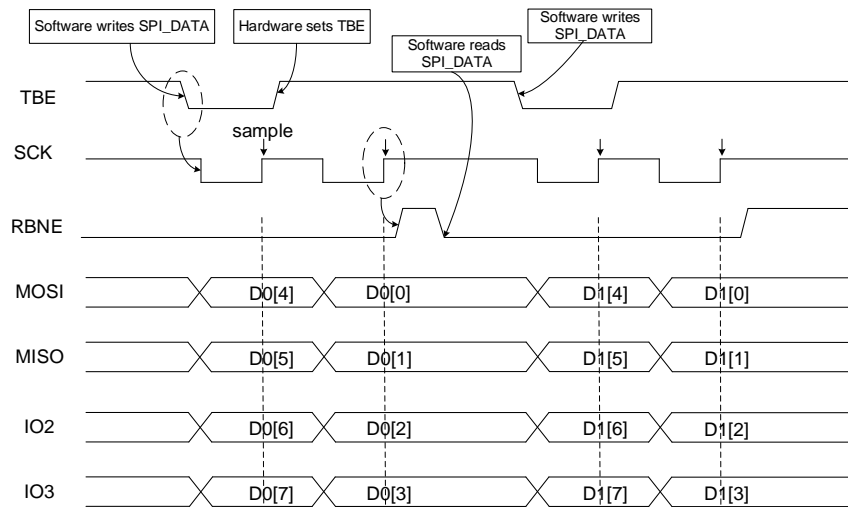 Software writes SPI_DATA
Hardware sets TBE
Software reads
SPI_DATA
Software writes
SPI_DATA
TBE
sample
SCK
RBNE
MOSI D0[4] D0[0] D1[4] D1[0]
MISO D0[5] D0[1] D1[5] D1[1]
IO2 D0[6] D0[2] D1[6] D1[2]
IO3 D0[7] D0[3] D1[7] D1[3]